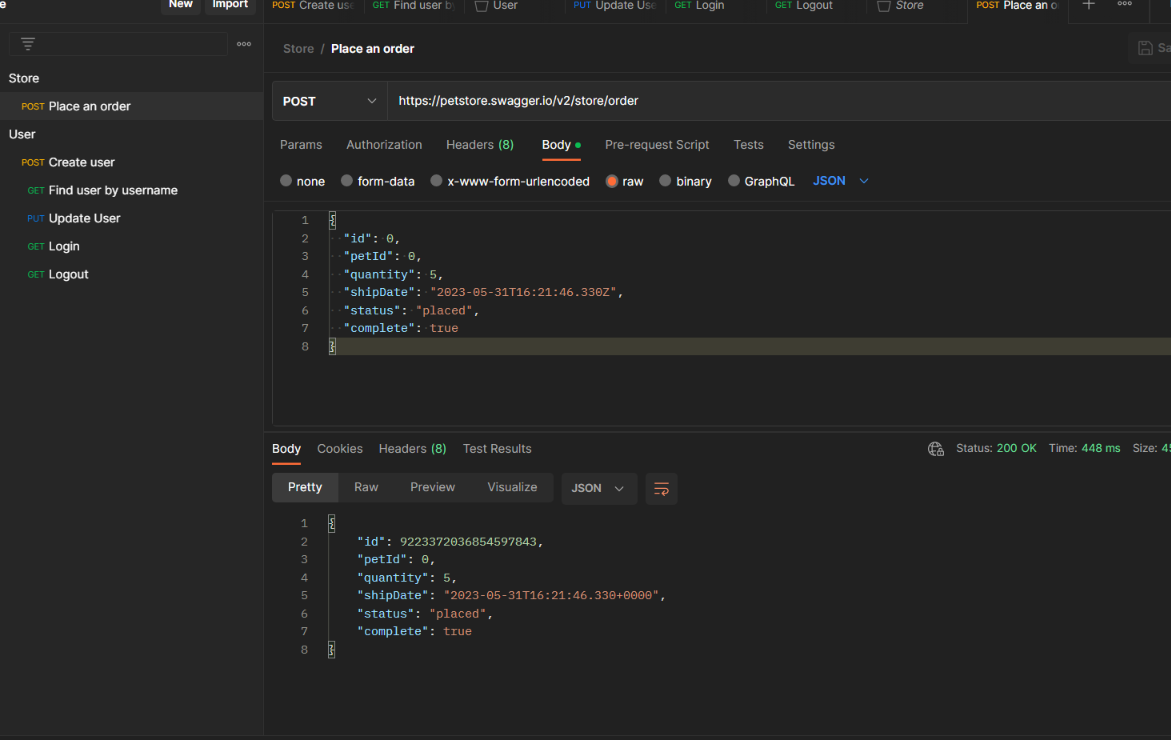 e New Import
POST Create use GET Find user by User PUT Update Use GET Login GET Logout Store POST Place an o
Store / Place an order Sa
Store
POST Place an order
User
POST Create user
GET Find user by username
PUT Update User
GET Login
GET Logout
POST https://petstore.swagger.io/v2/store/order
Params Authorization Headers (8) Body Pre-request Script Tests Settings
none form-data x-www-form-urlencoded raw binary GraphQL JSON
1 {
2 "id": 0,
3 "petId": 0,
4 "quantity": 5,
5 "shipDate": "2023-05-31T16:21:46.330Z",
6 "status": "placed",
7 "complete": true
8 }
Body Cookies Headers (8) Test Results Status: 200 OK Time: 448 ms Size: 45
Pretty Raw Preview Visualize JSON
1 {
2 "id": 9223372036854597843,
3 "petId": 0,
4 "quantity": 5,
5 "shipDate": "2023-05-31T16:21:46.330+0000",
6 "status": "placed",
7 "complete": true
8 }